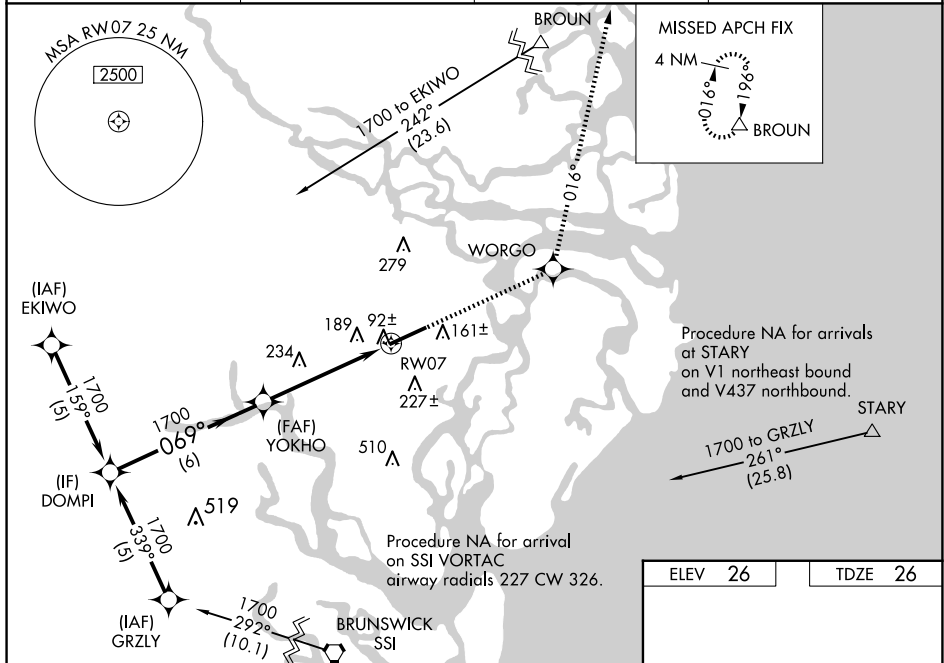 MSA RW07 25 NM
2500
BROUN
1700 to EKIWO
242°
(23.6)
MISSED APCH FIX
4 NM
016°
196°
BROUN
016°
WORGO
279
(IAF)
EKIWO
189
92±
161±
234
RW07
227±
Procedure NA for arrivals
at STARY
on V1 northeast bound
and V437 northbound.
1700
159°
(5)
1700
069°
(6)
(FAF)
YOKHO
STARY
1700 to GRZLY
261°
(25.8)
510
(IF)
DOMPI
519
1700
339°
(5)
Procedure NA for arrival
on SSI VORTAC
airway radials 227 CW 326.
ELEV 26
TDZE 26
(IAF)
GRZLY
1700
292°
(10.1)
BRUNSWICK
SSI